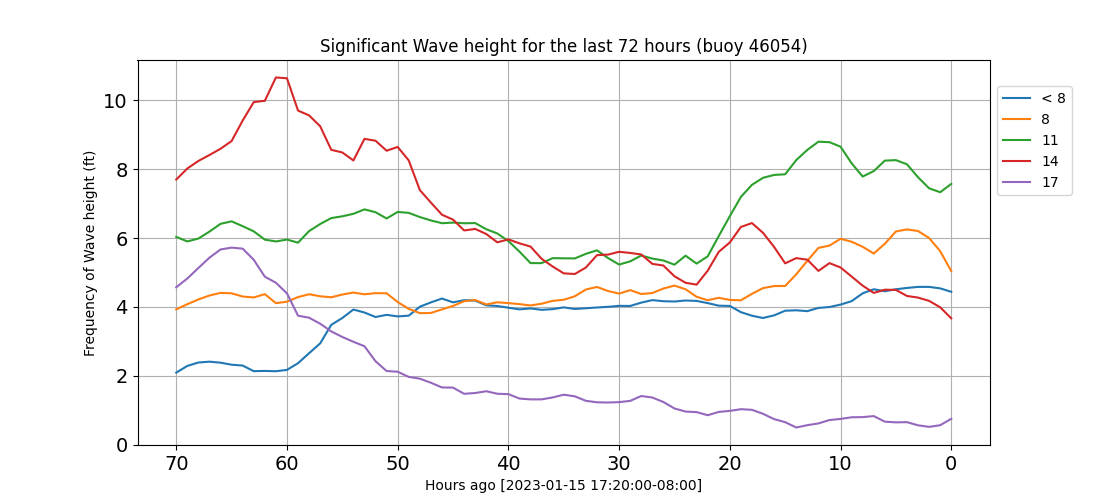 Significant Wave height for the last 72 hours (buoy 46054)
Frequency of Wave height (ft)
10
8
6
4
2
0
70 60 50 40 30 20 10 0
Hours ago [2023-01-15 17:20:00-08:00]
< 8
8
11
14
17